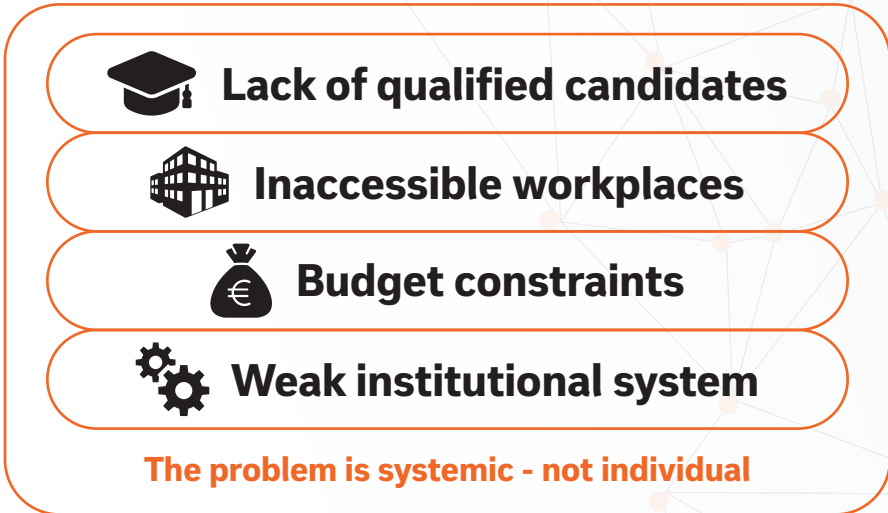 Lack of qualified candidates
Inaccessible workplaces
€
Budget constraints
Weak institutional system
The problem is systemic - not individual